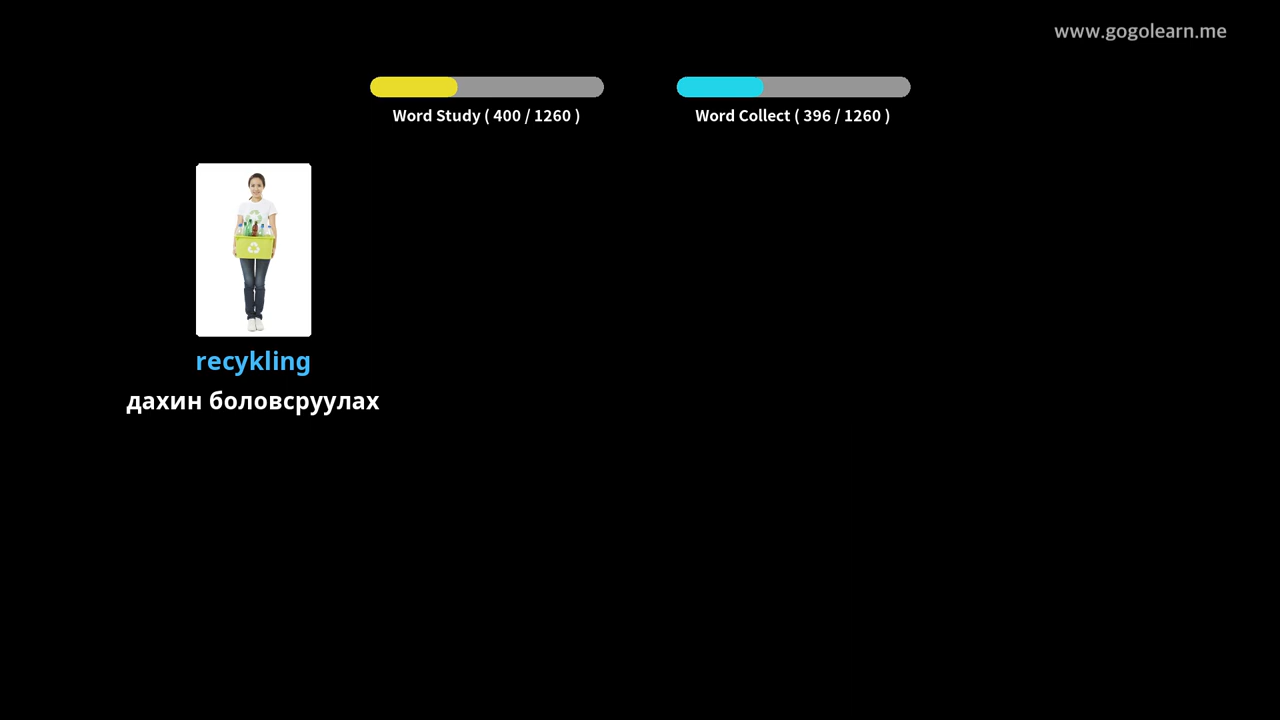 www.gogolearn.me
Word Study ( 400 / 1260 )
Word Collect ( 396 / 1260 )
recykling
дахин боловсруулах